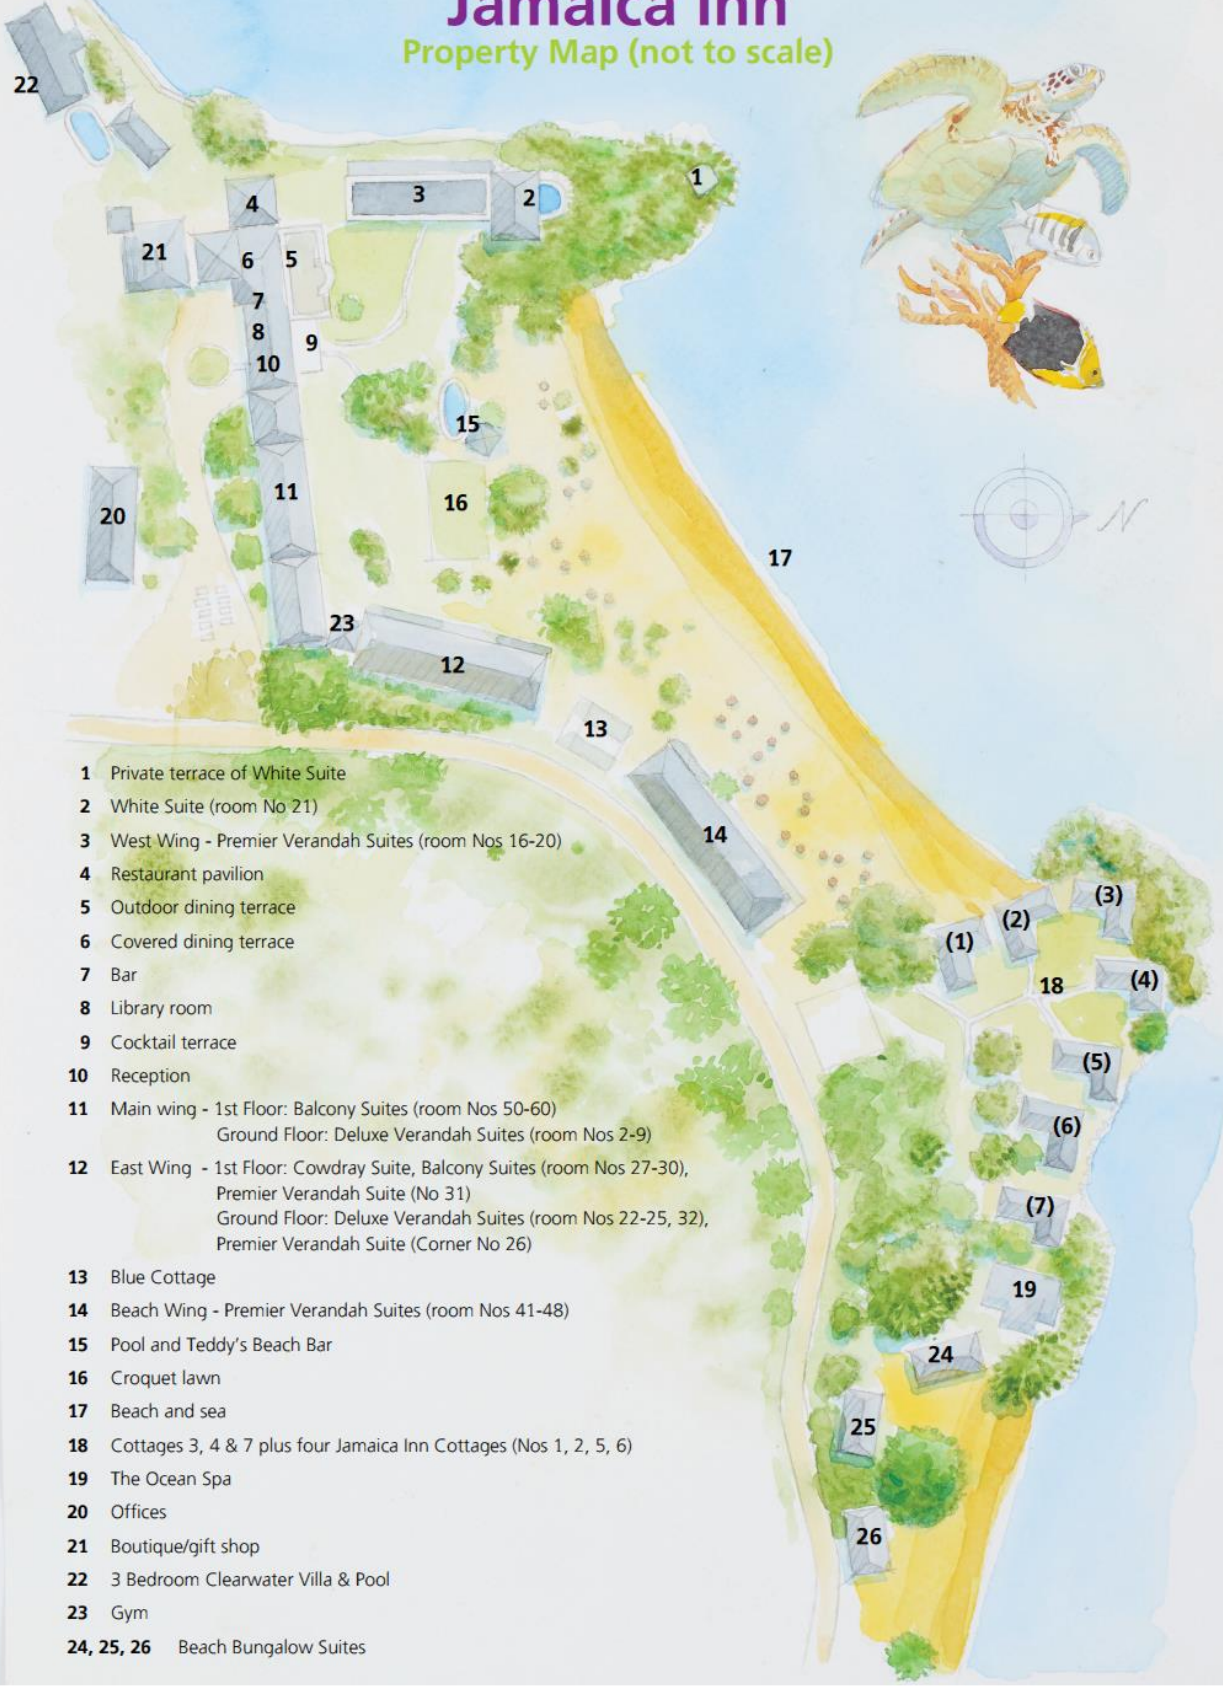 Jamaica Inn
Property Map (not to scale)
22
1
2
3
4
21
6
5
7
8
9
10
15
11
16
20
17
N
23
12
13
14
(3)
(2)
(1)
18
(4)
(5)
(6)
(7)
19
24
25
26
1 Private terrace of White Suite
2 White Suite (room No 21)
3 West Wing - Premier Verandah Suites (room Nos 16-20)
4 Restaurant pavilion
5 Outdoor dining terrace
6 Covered dining terrace
7 Bar
8 Library room
9 Cocktail terrace
10 Reception
11 Main wing - 1st Floor: Balcony Suites (room Nos 50-60)
Ground Floor: Deluxe Verandah Suites (room Nos 2-9)
12 East Wing - 1st Floor: Cowdray Suite, Balcony Suites (room Nos 27-30),
Premier Verandah Suite (No 31)
Ground Floor: Deluxe Verandah Suites (room Nos 22-25, 32),
Premier Verandah Suite (Corner No 26)
13 Blue Cottage
14 Beach Wing - Premier Verandah Suites (room Nos 41-48)
15 Pool and Teddy's Beach Bar
16 Croquet lawn
17 Beach and sea
18 Cottages 3, 4 & 7 plus four Jamaica Inn Cottages (Nos 1, 2, 5, 6)
19 The Ocean Spa
20 Offices
21 Boutique/gift shop
22 3 Bedroom Clearwater Villa & Pool
23 Gym
24, 25, 26 Beach Bungalow Suites